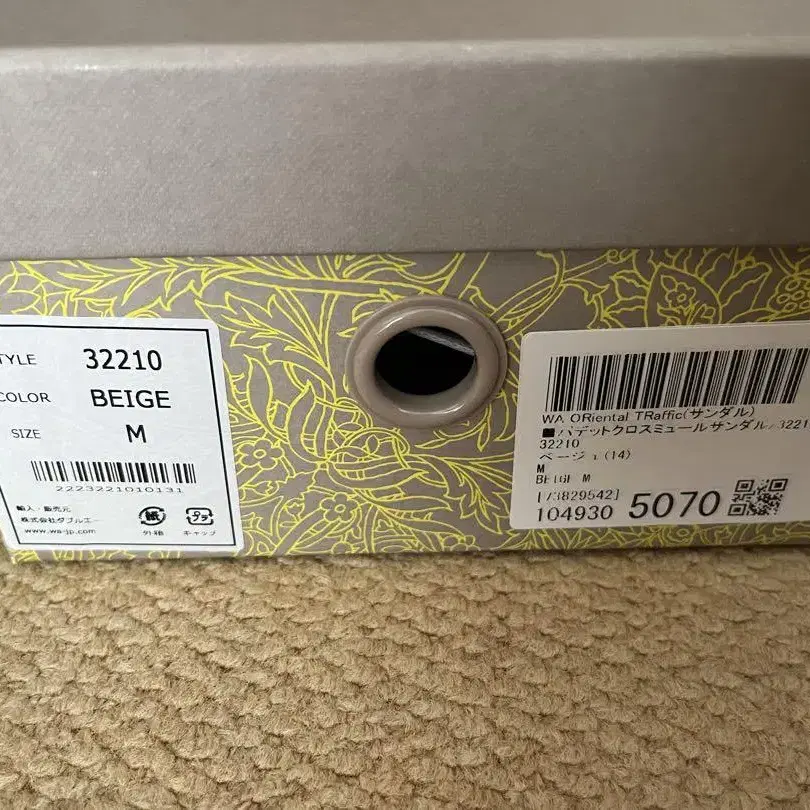 TYLE 32210
COLOR BEIGE
SIZE M
2223221010131
輸入・販売元
株式会社ダブルエー
www.wa-jp.com
紙
外箱
プラ
キャップ
WA ORiental TRaffic(サンダル)
■パデットクロスミュールサンダル/3221
32210
ベージュ(14)
M
BEIGE M
[73829542]
104930 5070